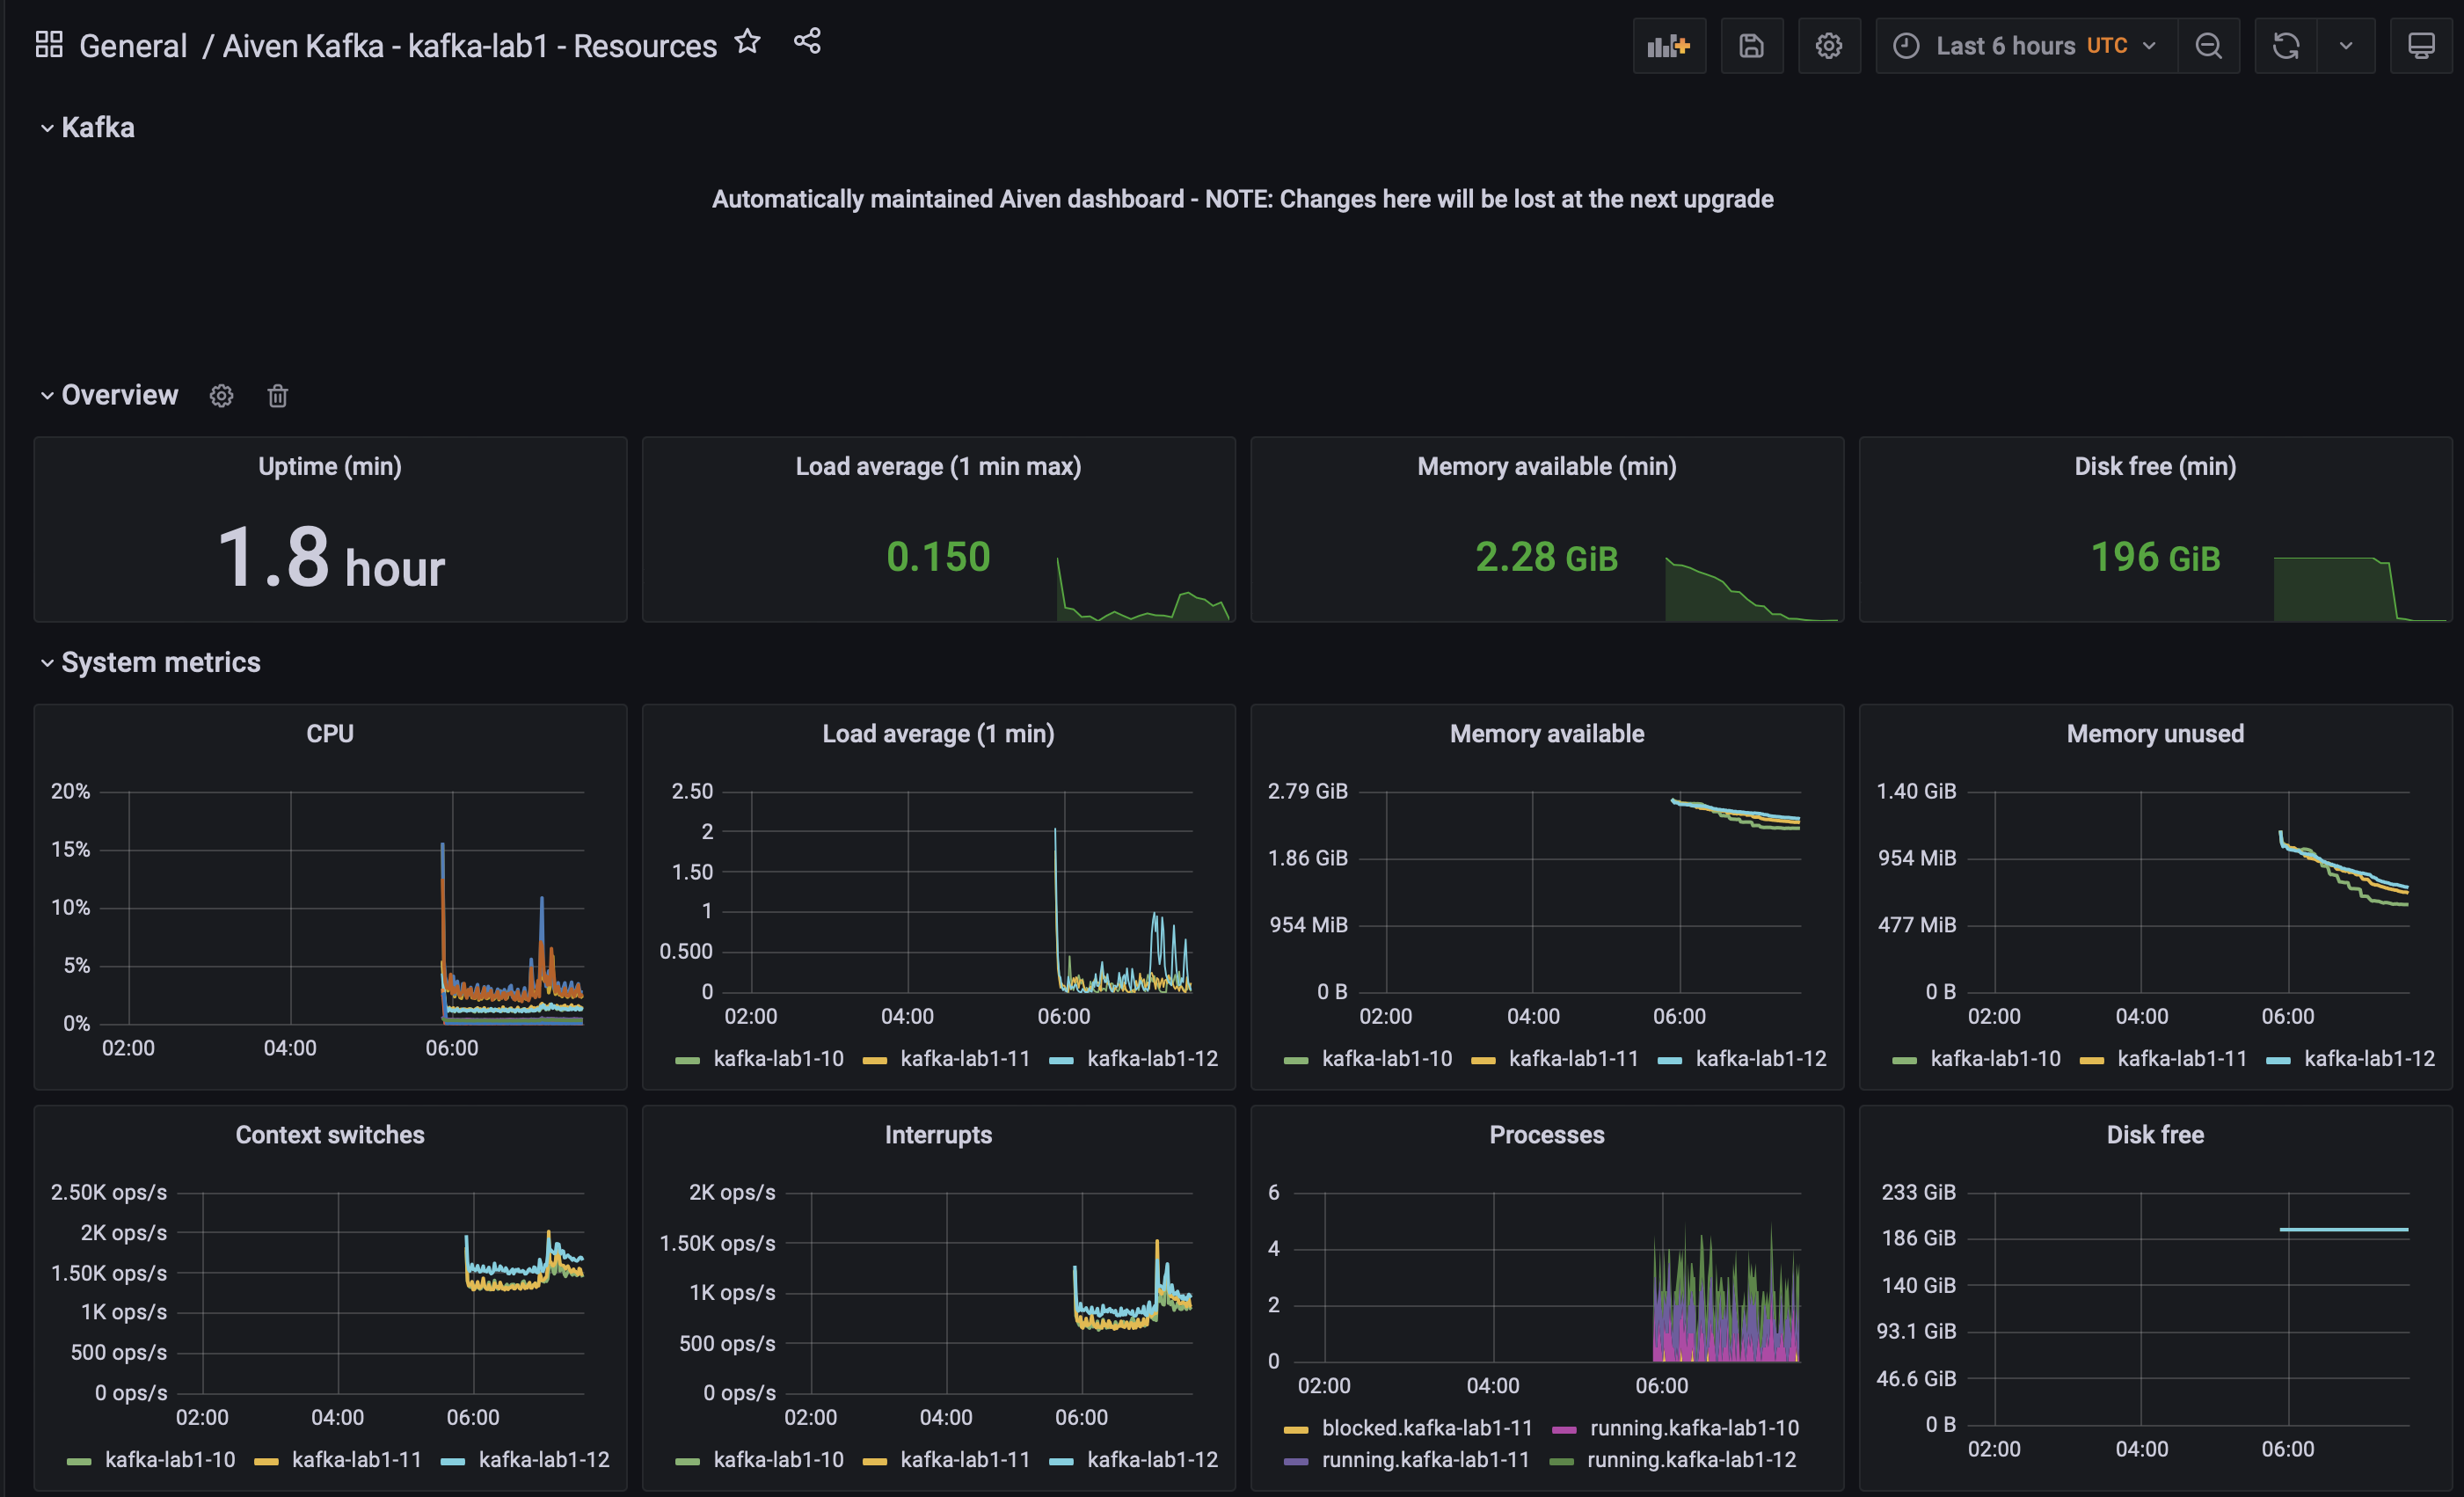 General / Aiven Kafka - kafka-lab1 - Resources
Last 6 hours UTC
Kafka
Automatically maintained Aiven dashboard - NOTE: Changes here will be lost at the next upgrade
Overview
Uptime (min)
1.8 hour
Load average (1 min max)
0.150
Memory available (min)
2.28 GiB
Disk free (min)
196 GiB
System metrics
CPU
20%
15%
10%
5%
0%
02:00 04:00 06:00
Load average (1 min)
2.50
2
1.50
1
0.500
0
02:00 04:00 06:00
kafka-lab1-10 kafka-lab1-11 kafka-lab1-12
Memory available
2.79 GiB
1.86 GiB
954 MiB
0 B
02:00 04:00 06:00
kafka-lab1-10 kafka-lab1-11 kafka-lab1-12
Memory unused
1.40 GiB
954 MiB
477 MiB
0 B
02:00 04:00 06:00
kafka-lab1-10 kafka-lab1-11 kafka-lab1-12
Context switches
2.50K ops/s
2K ops/s
1.50K ops/s
1K ops/s
500 ops/s
0 ops/s
02:00 04:00 06:00
kafka-lab1-10 kafka-lab1-11 kafka-lab1-12
Interrupts
2K ops/s
1.50K ops/s
1K ops/s
500 ops/s
0 ops/s
02:00 04:00 06:00
kafka-lab1-10 kafka-lab1-11 kafka-lab1-12
Processes
6
4
2
0
02:00 04:00 06:00
blocked.kafka-lab1-11 running.kafka-lab1-10
running.kafka-lab1-11 running.kafka-lab1-12
Disk free
233 GiB
186 GiB
140 GiB
93.1 GiB
46.6 GiB
0 B
02:00 04:00 06:00